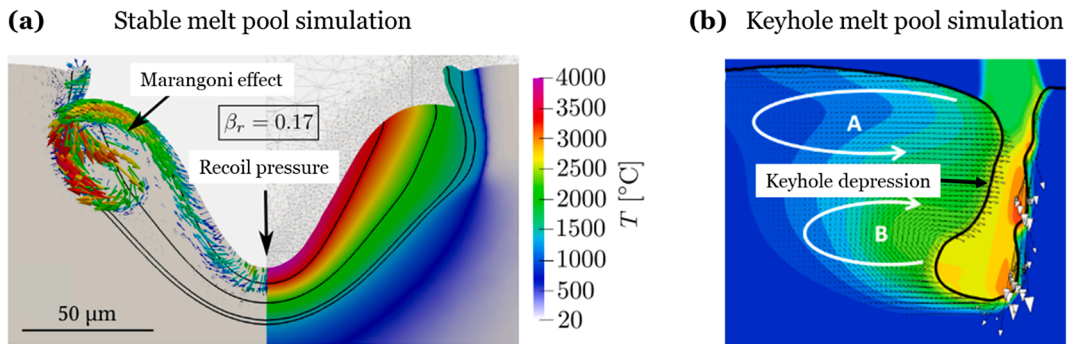 (a) Stable melt pool simulation
Marangoni effect
βr = 0.17
Recoil pressure
50 µm
4000
3500
3000
2500
2000
1500
1000
500
20
T [°C]
(b) Keyhole melt pool simulation
A
Keyhole depression
B